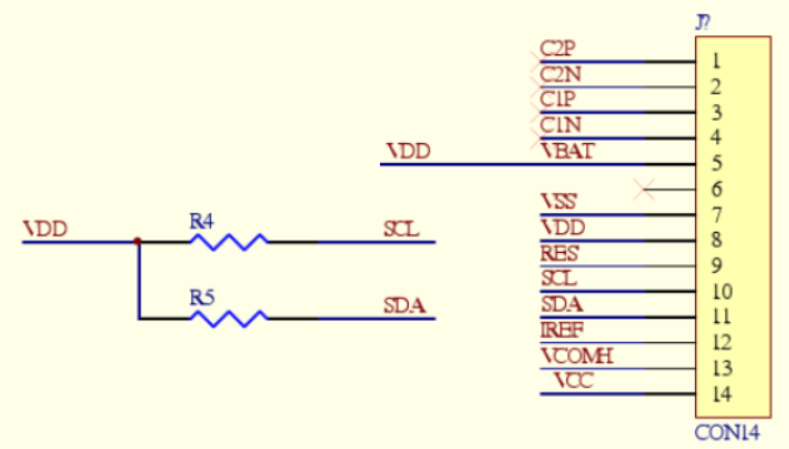 J?
C2P 1
C2N 2
C1P 3
C1N 4
VDD VBAT 5
6
VSS 7
VDD R4 SCL VDD 8
RES 9
SCL 10
R5 SDA SDA 11
IREF 12
VCOMH 13
VCC 14
CON14